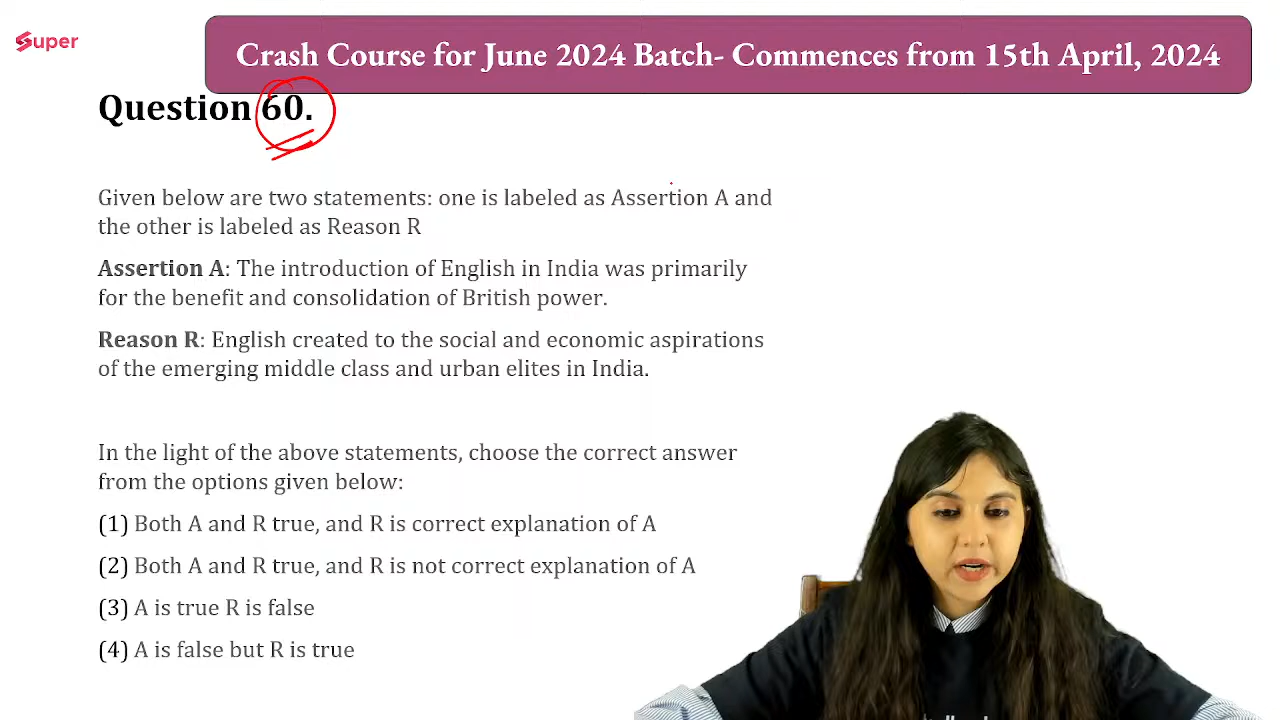 Super
Crash Course for June 2024 Batch- Commences from 15th April, 2024
Question 60.
Given below are two statements: one is labeled as Assertion A and
the other is labeled as Reason R
Assertion A: The introduction of English in India was primarily
for the benefit and consolidation of British power.
Reason R: English created to the social and economic aspirations
of the emerging middle class and urban elites in India.
In the light of the above statements, choose the correct answer
from the options given below:
(1) Both A and R true, and R is correct explanation of A
(2) Both A and R true, and R is not correct explanation of A
(3) A is true R is false
(4) A is false but R is true